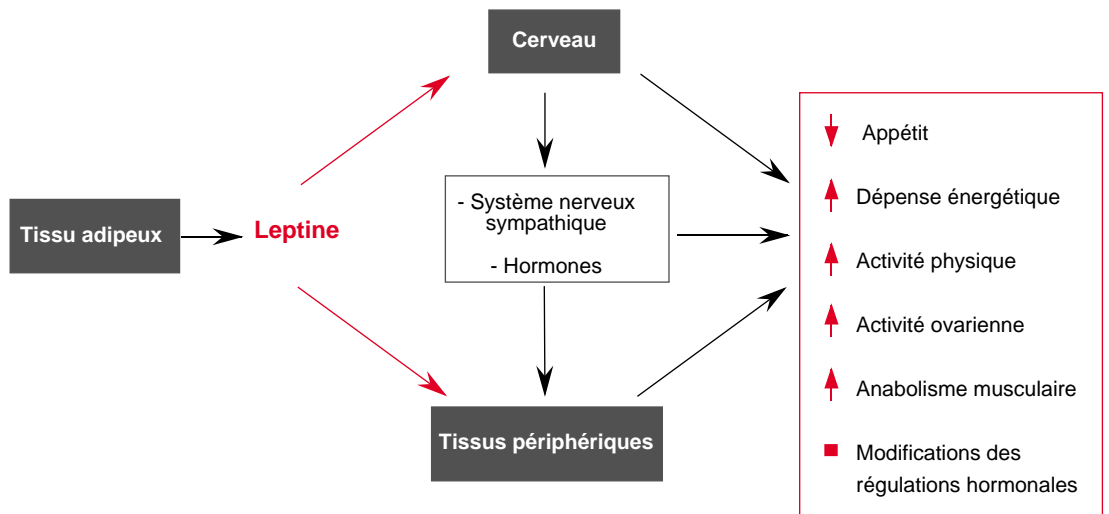 Cerveau
Tissu adipeux
Leptine
- Système nerveux
sympathique
- Hormones
Tissus périphériques
Appétit
Dépense énergétique
Activité physique
Activité ovarienne
Anabolisme musculaire
Modifications des
régulations hormonales